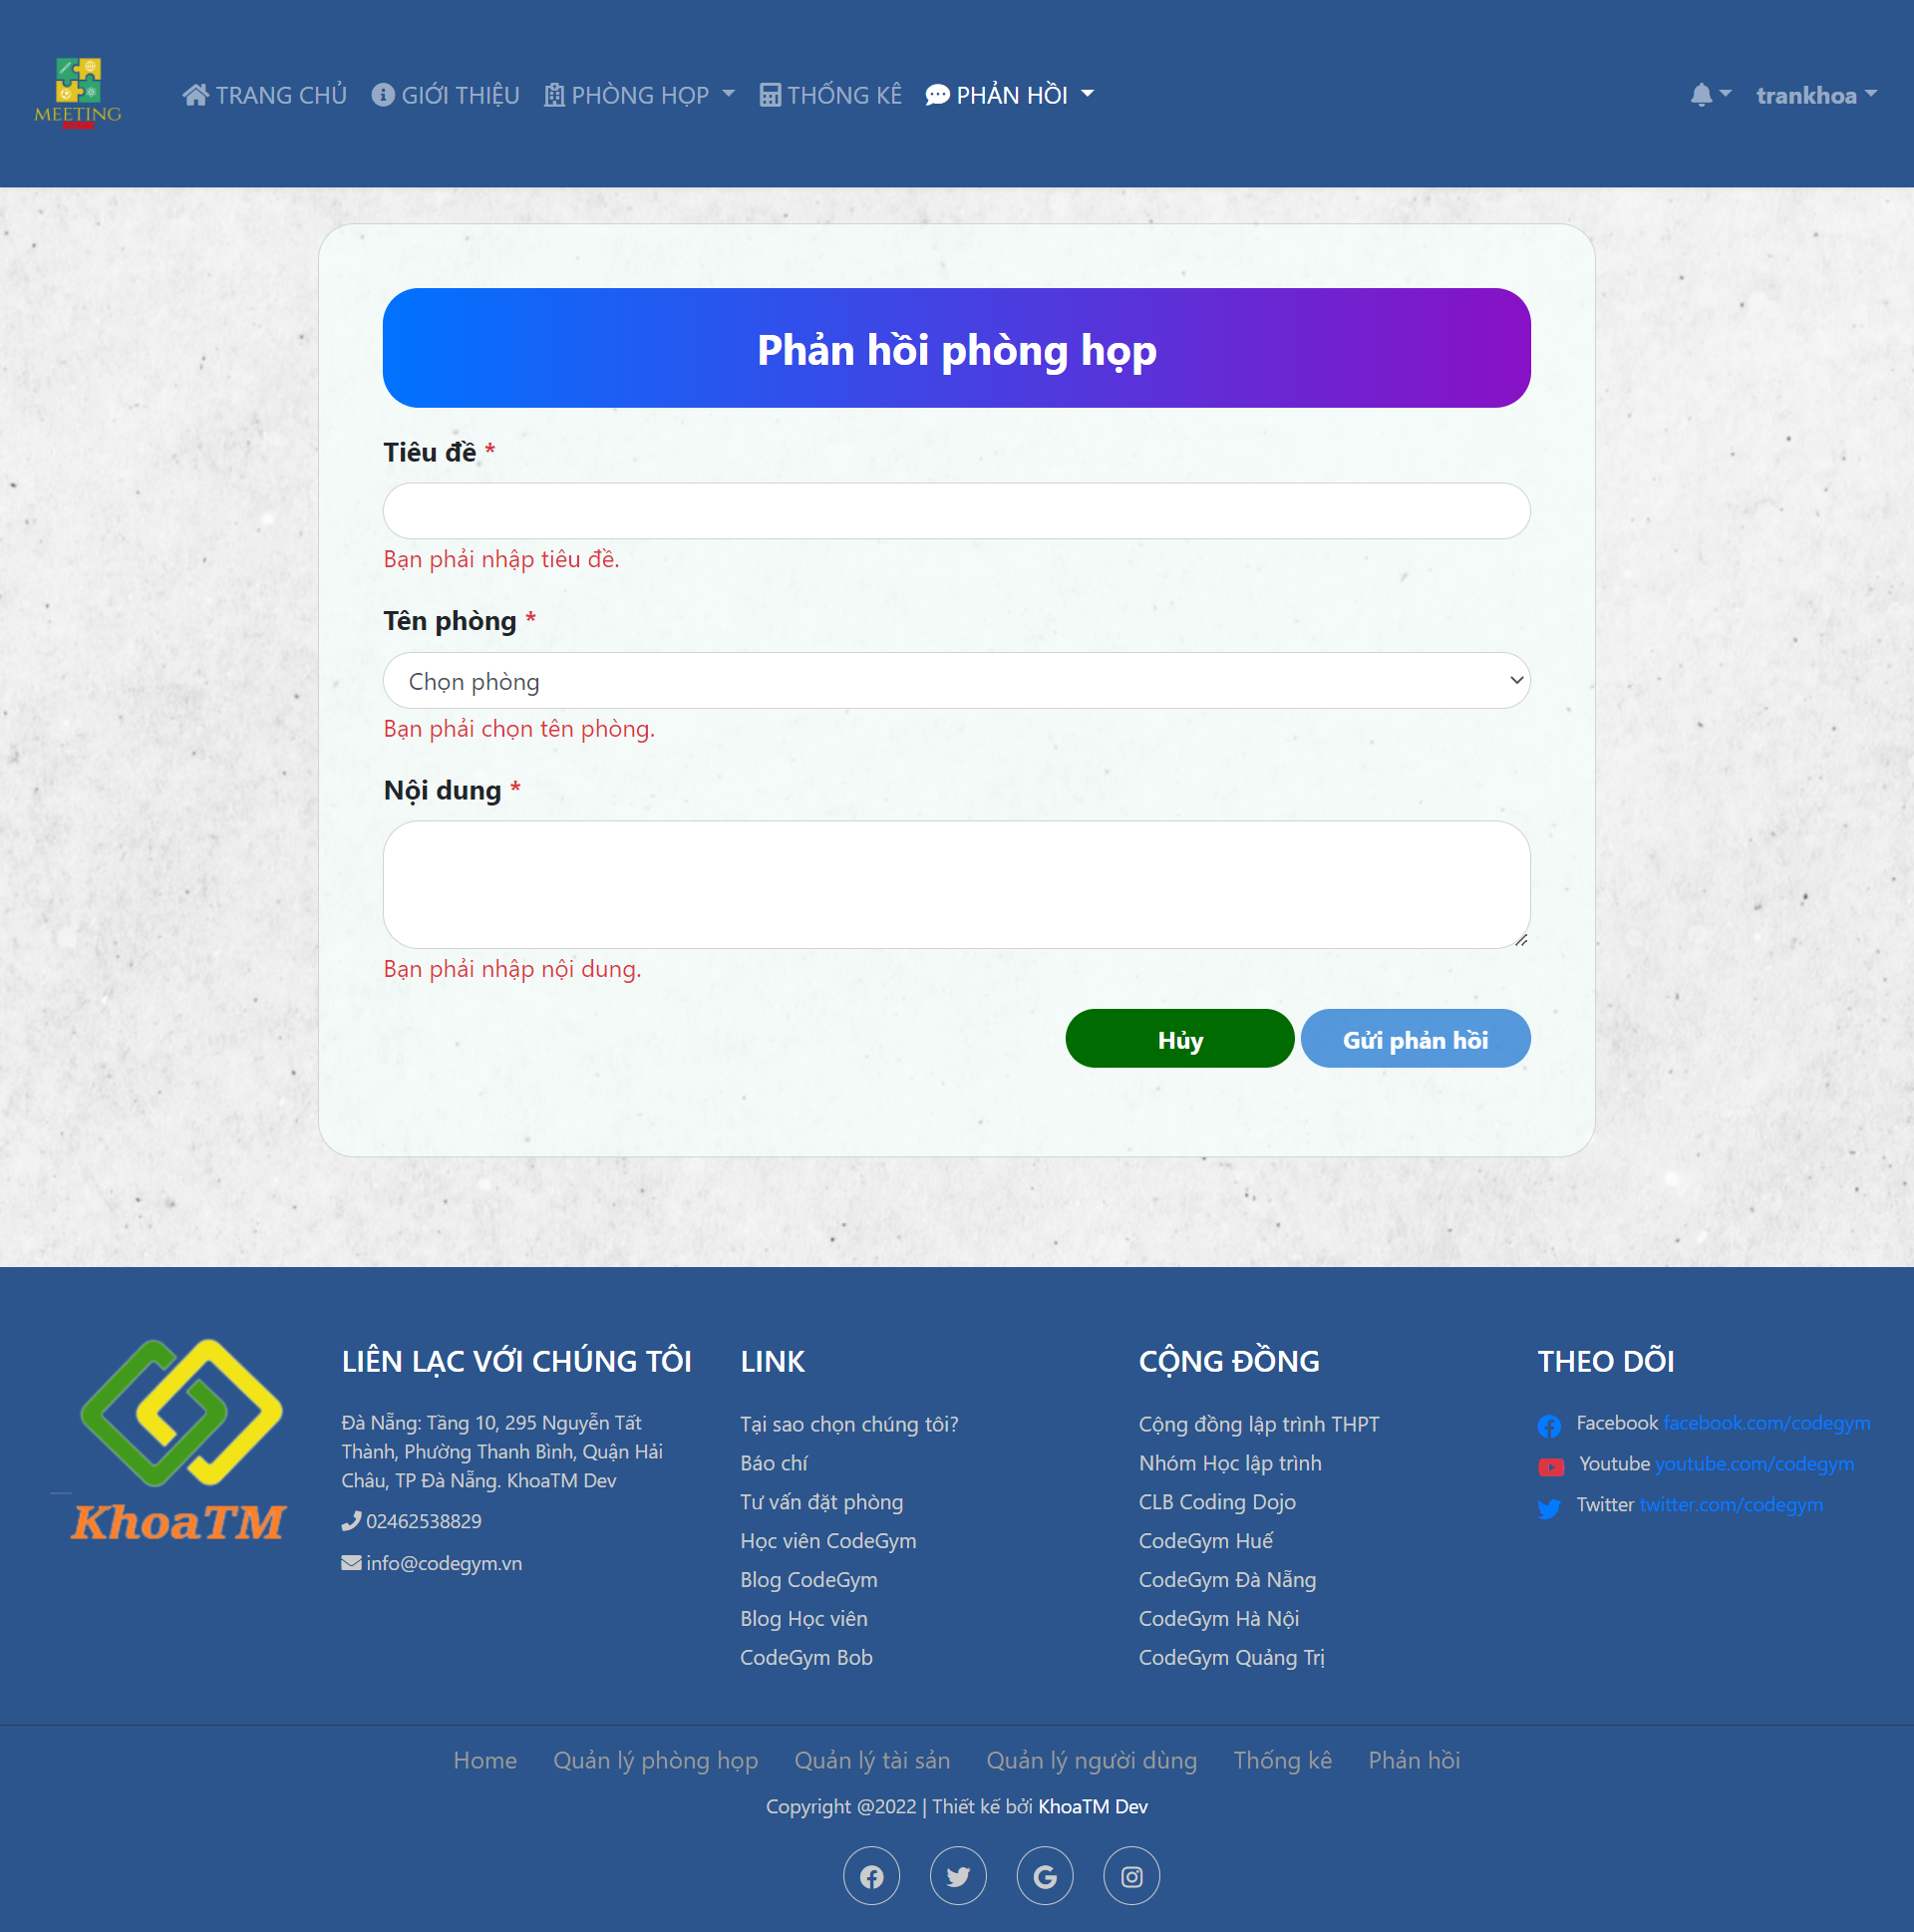 MEETING
TRANG CHỦ
GIỚI THIỆU
PHÒNG HỌP
THỐNG KÊ
PHẢN HỒI
trankhoa
Phản hồi phòng họp
Tiêu đề *
Bạn phải nhập tiêu đề.
Tên phòng *
Chọn phòng
Bạn phải chọn tên phòng.
Nội dung *
Bạn phải nhập nội dung.
Hủy
Gửi phản hồi
KhoaTM
LIÊN LẠC VỚI CHÚNG TÔI
Đà Nẵng: Tầng 10, 295 Nguyễn Tất
Thành, Phường Thanh Bình, Quận Hải
Châu, TP Đà Nẵng. KhoaTM Dev
02462538829
info@codegym.vn
LINK
Tại sao chọn chúng tôi?
Báo chí
Tư vấn đặt phòng
Học viên CodeGym
Blog CodeGym
Blog Học viên
CodeGym Bob
CỘNG ĐỒNG
Cộng đồng lập trình THPT
Nhóm Học lập trình
CLB Coding Dojo
CodeGym Huế
CodeGym Đà Nẵng
CodeGym Hà Nội
CodeGym Quảng Trị
THEO DÕI
Facebook facebook.com/codegym
Youtube youtube.com/codegym
Twitter twitter.com/codegym
Home
Quản lý phòng họp
Quản lý tài sản
Quản lý người dùng
Thống kê
Phản hồi
Copyright @2022 | Thiết kế bởi KhoaTM Dev